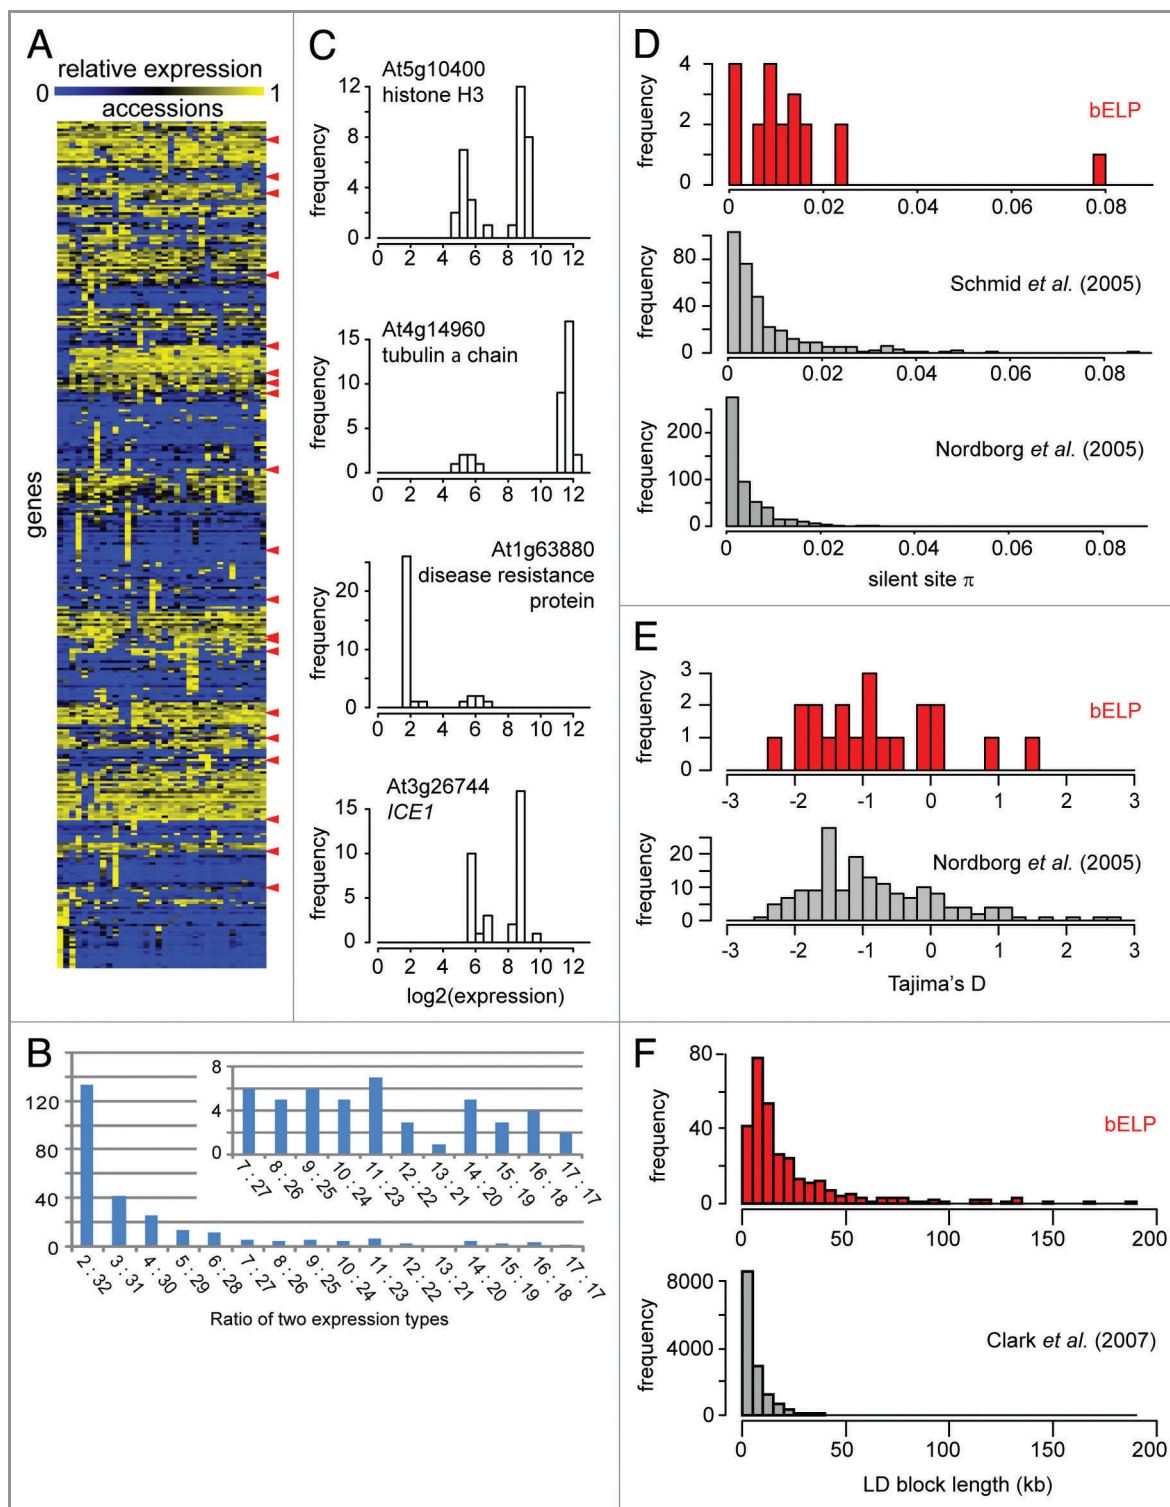 A
relative expression
0 1
accessions
genes
C
At5g10400
histone H3
frequency
12
8
4
0
0 2 4 6 8 10 12
At4g14960
tubulin a chain
frequency
15
10
5
0
0 2 4 6 8 10 12
At1g63880
disease resistance
protein
frequency
20
10
0
0 2 4 6 8 10 12
At3g26744
ICE1
frequency
15
10
5
0
0 2 4 6 8 10 12
log2(expression)
D
bELP
frequency
4
2
0
0 0.02 0.04 0.06 0.08
Schmid et al. (2005)
frequency
80
40
0
0 0.02 0.04 0.06 0.08
Nordborg et al. (2005)
frequency
200
100
0
0 0.02 0.04 0.06 0.08
silent site π
E
bELP
frequency
3
2
1
0
-3 -2 -1 0 1 2 3
Nordborg et al. (2005)
frequency
20
10
0
-3 -2 -1 0 1 2 3
Tajima's D
B
120
80
40
0
2 : 32 3 : 31 4 : 30 5 : 29 6 : 28 7 : 27 8 : 26 9 : 25 10 : 24 11 : 23 12 : 22 13 : 21 14 : 20 15 : 19 16 : 18 17 : 17
8
4
0
7 : 27 8 : 26 9 : 25 10 : 24 11 : 23 12 : 22 13 : 21 14 : 20 15 : 19 16 : 18 17 : 17
Ratio of two expression types
F
bELP
frequency
80
40
0
0 50 100 150 200
Clark et al. (2007)
frequency
8000
4000
0
0 50 100 150 200
LD block length (kb)